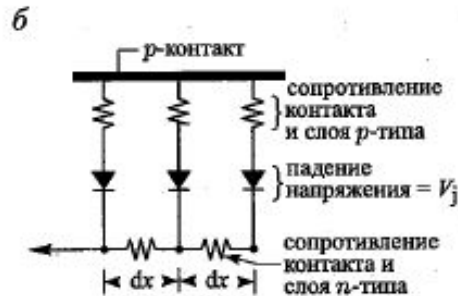 б
p-контакт
сопротивление
контакта
и слоя p-типа
падение
напряжения = Vj
сопротивление
контакта и
слоя n-типа
dx dx